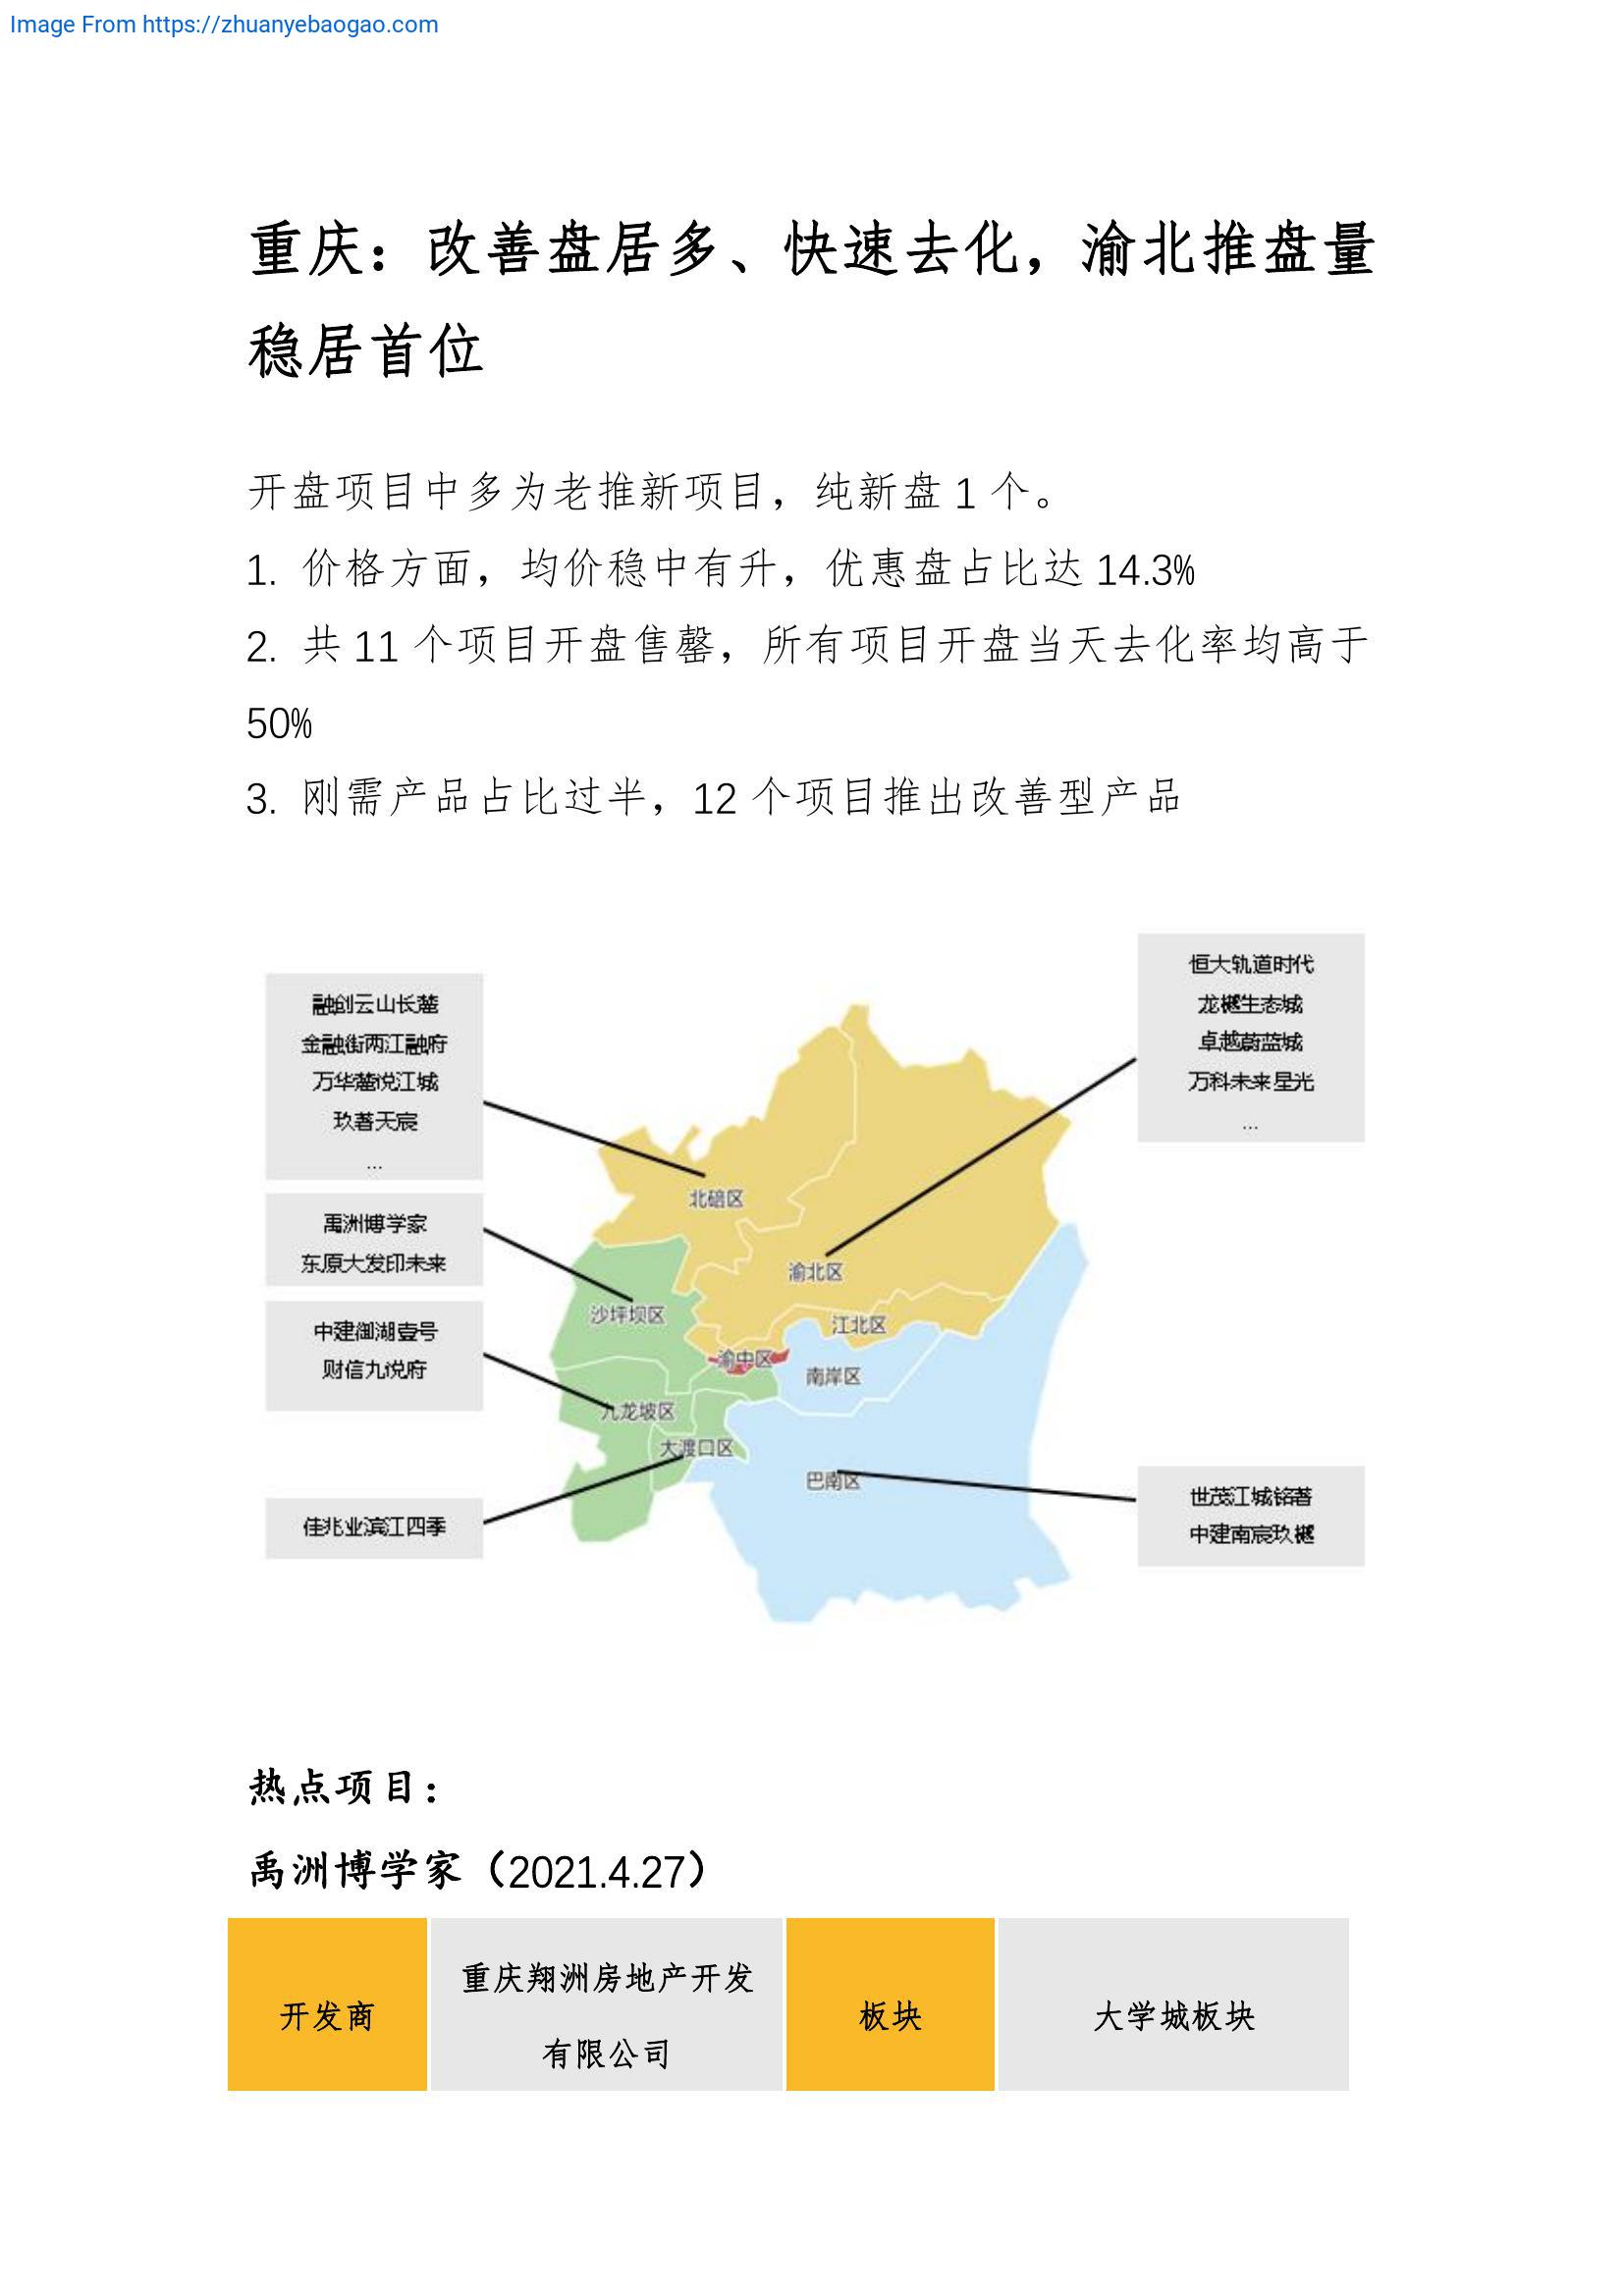 Image From https://zhuanyebaogao.com
重庆：改善盘居多、快速去化，渝北推盘量
稳居首位
开盘项目中多为老推新项目，纯新盘 1 个。
1. 价格方面，均价稳中有升，优惠盘占比达 14.3%
2. 共 11 个项目开盘售罄，所有项目开盘当天去化率均高于
50%
3. 刚需产品占比过半，12 个项目推出改善型产品
融创云山长麓
金融街两江融府
万华麓悦江城
玖著天宸
...
禹洲博学家
东原大发印未来
中建御湖壹号
财信九悦府
佳兆业滨江四季
恒大轨道时代
龙樾生态城
卓越蔚蓝城
万科未来星光
...
世茂江城铭著
中建南宸玖樾
北碚区
渝北区
沙坪坝区
江北区
渝中区
南岸区
九龙坡区
大渡口区
巴南区
热点项目：
禹洲博学家（2021.4.27）
开发商
重庆翔洲房地产开发
有限公司
板块
大学城板块